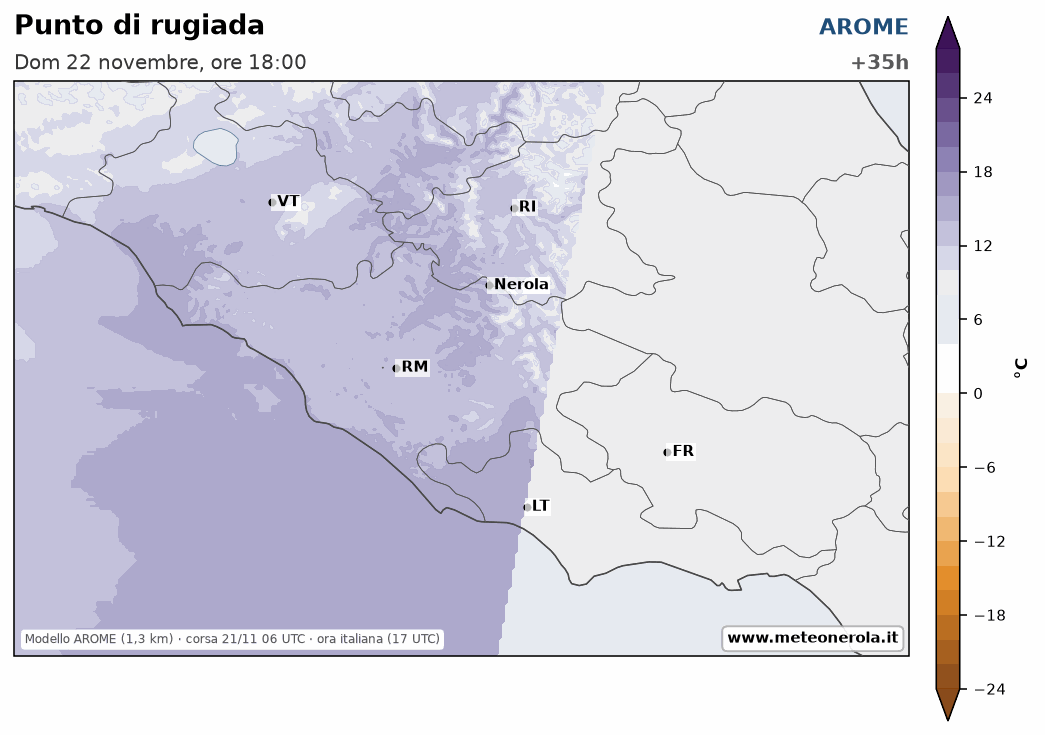 Punto di rugiada
AROME
Dom 22 novembre, ore 18:00
+35h
VT
RI
Nerola
RM
FR
LT
24
18
12
6
0
−6
−12
−18
−24
°C
Modello AROME (1,3 km) · corsa 21/11 06 UTC · ora italiana (17 UTC)
www.meteonerola.it